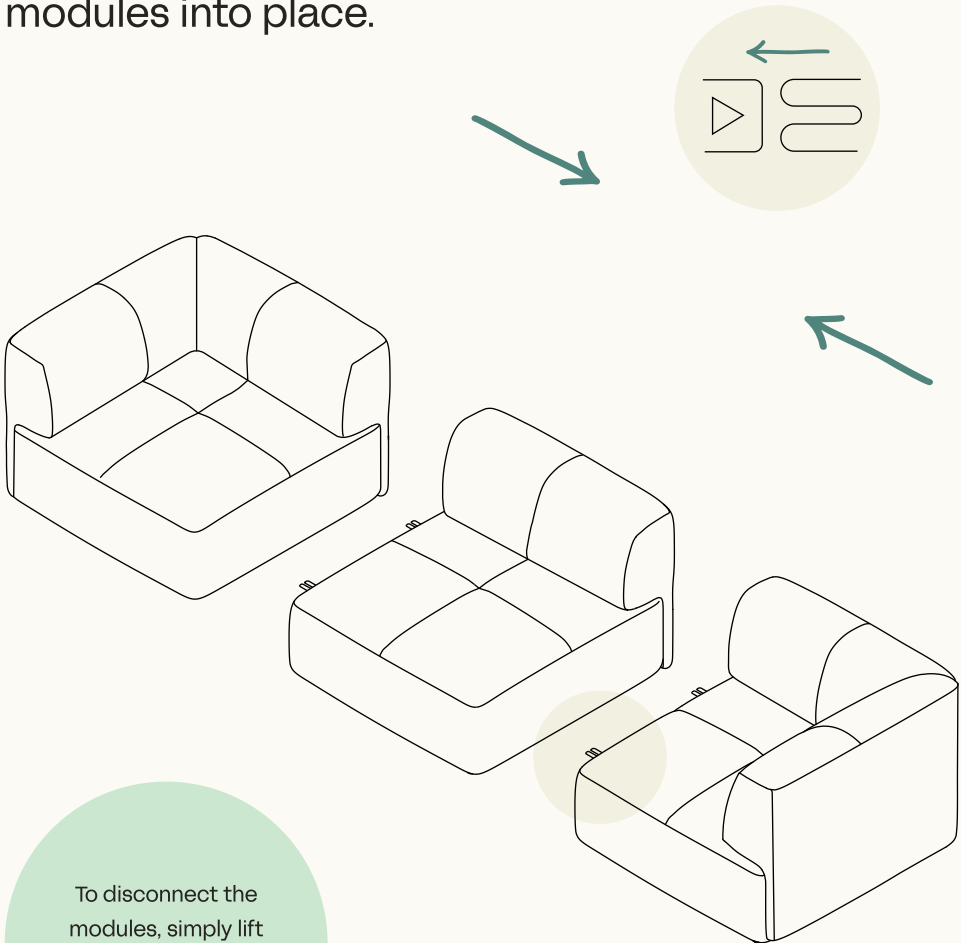 modules into place.
To disconnect the
modules, simply lift